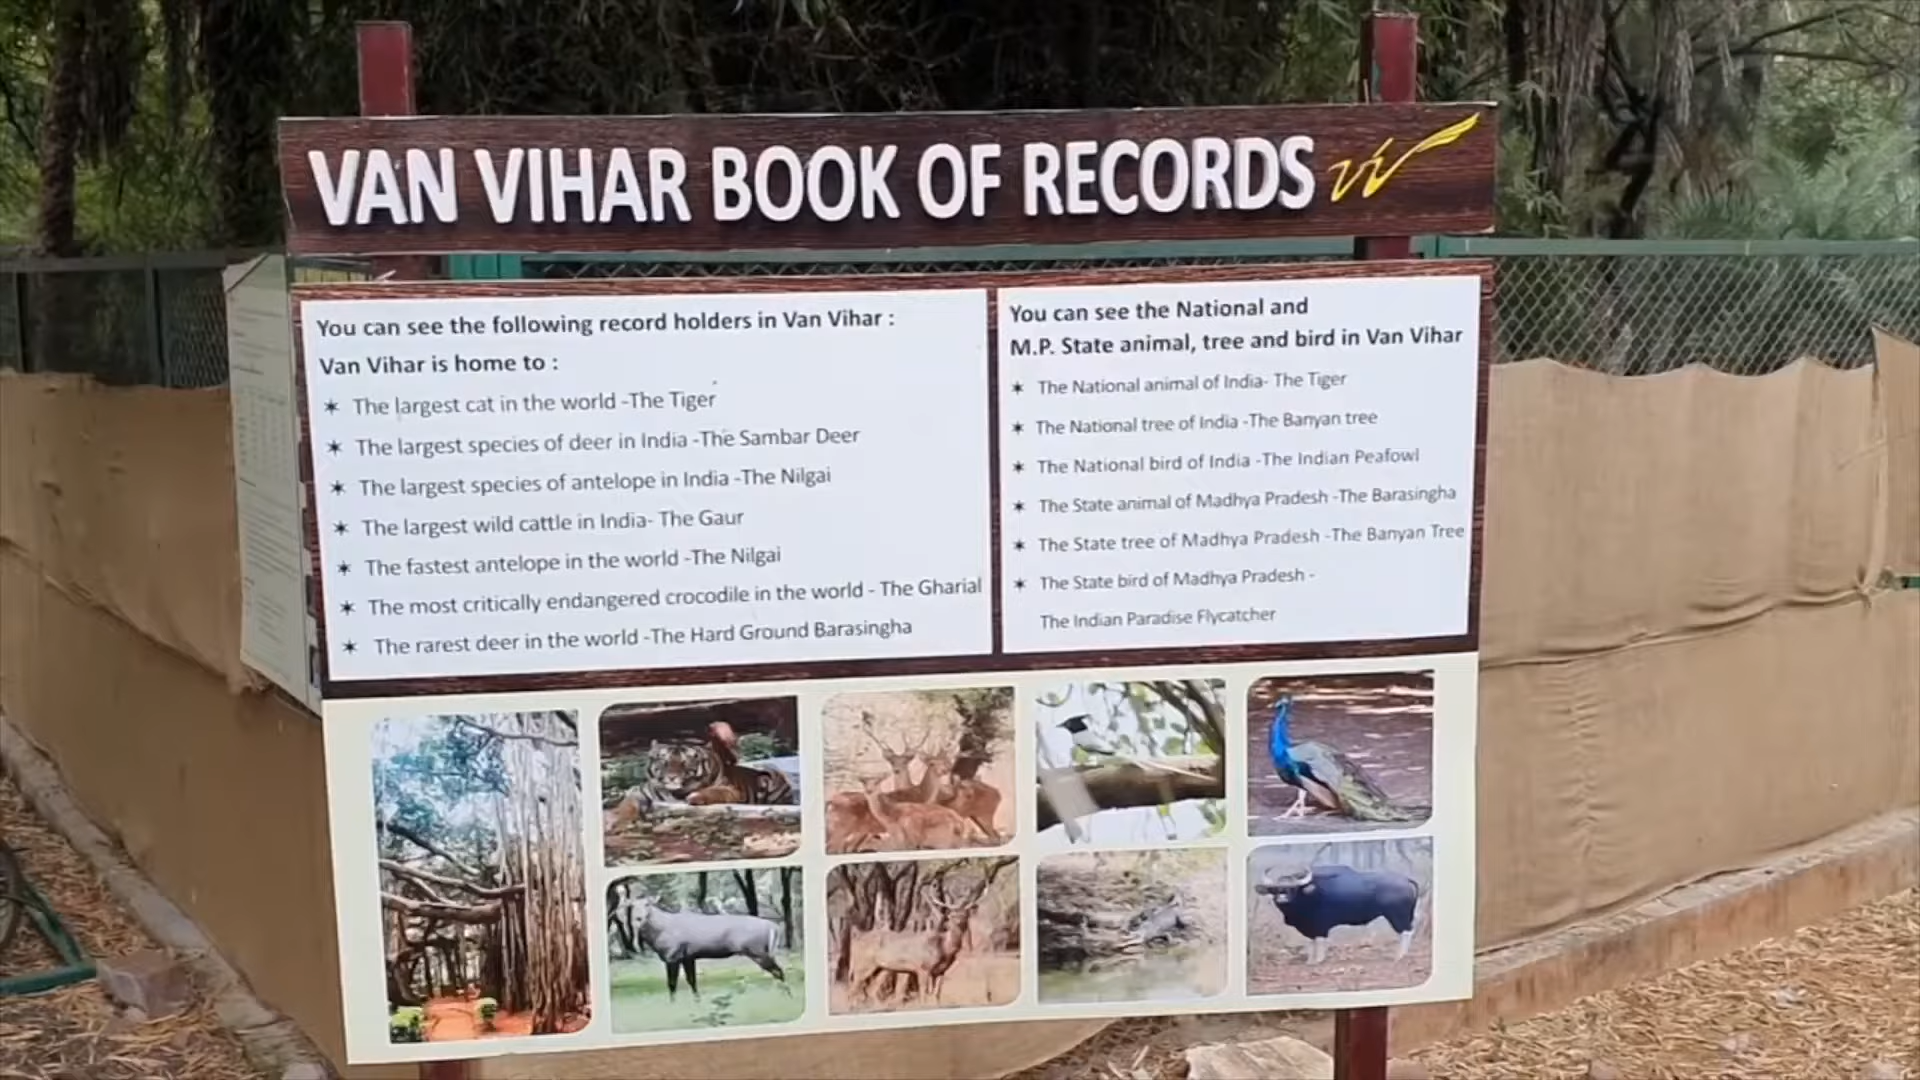 VAN VIHAR BOOK OF RECORDS
You can see the following record holders in Van Vihar :
Van Vihar is home to :
✶ The largest cat in the world -The Tiger
✶ The largest species of deer in India -The Sambar Deer
✶ The largest species of antelope in India -The Nilgai
✶ The largest wild cattle in India- The Gaur
✶ The fastest antelope in the world -The Nilgai
✶ The most critically endangered crocodile in the world - The Gharial
✶ The rarest deer in the world -The Hard Ground Barasingha
You can see the National and
M.P. State animal, tree and bird in Van Vihar
✶ The National animal of India- The Tiger
✶ The National tree of India -The Banyan tree
✶ The National bird of India -The Indian Peafowl
✶ The State animal of Madhya Pradesh -The Barasingha
✶ The State tree of Madhya Pradesh -The Banyan Tree
✶ The State bird of Madhya Pradesh -
The Indian Paradise Flycatcher